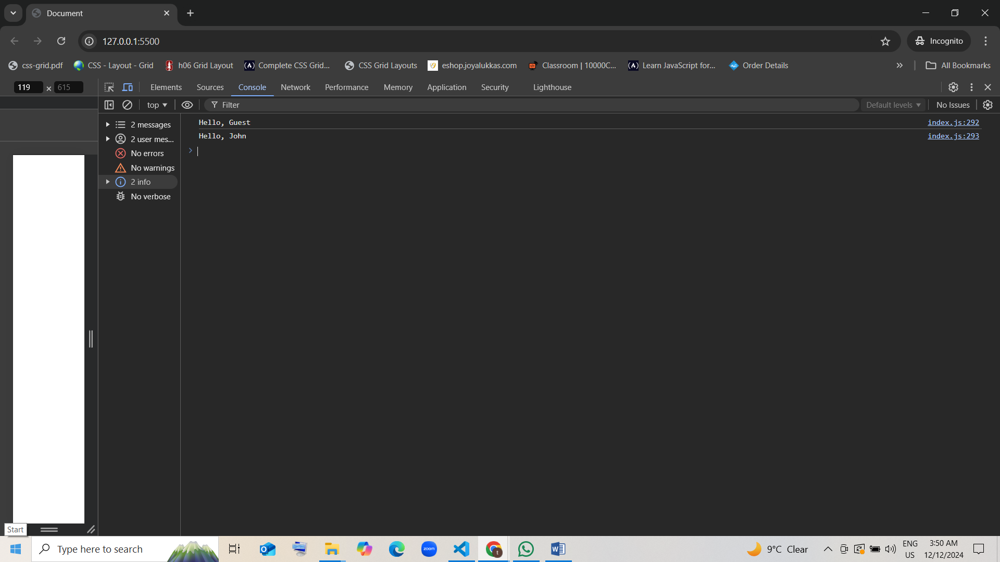 Document
127.0.0.1:5500
Incognito
css-grid.pdf
CSS - Layout - Grid
h06 Grid Layout
Complete CSS Grid...
CSS Grid Layouts
eshop.joyalukkas.com
Classroom | 10000C...
Learn JavaScript for...
Order Details
All Bookmarks
119 × 615
Elements
Sources
Console
Network
Performance
Memory
Application
Security
Lighthouse
top
Filter
Default levels
No Issues
2 messages
2 user mes...
No errors
No warnings
2 info
No verbose
Hello, Guest index.js:292
Hello, John index.js:293
Start
Type here to search
zoom
9°C Clear
ENG
US
3:50 AM
12/12/2024